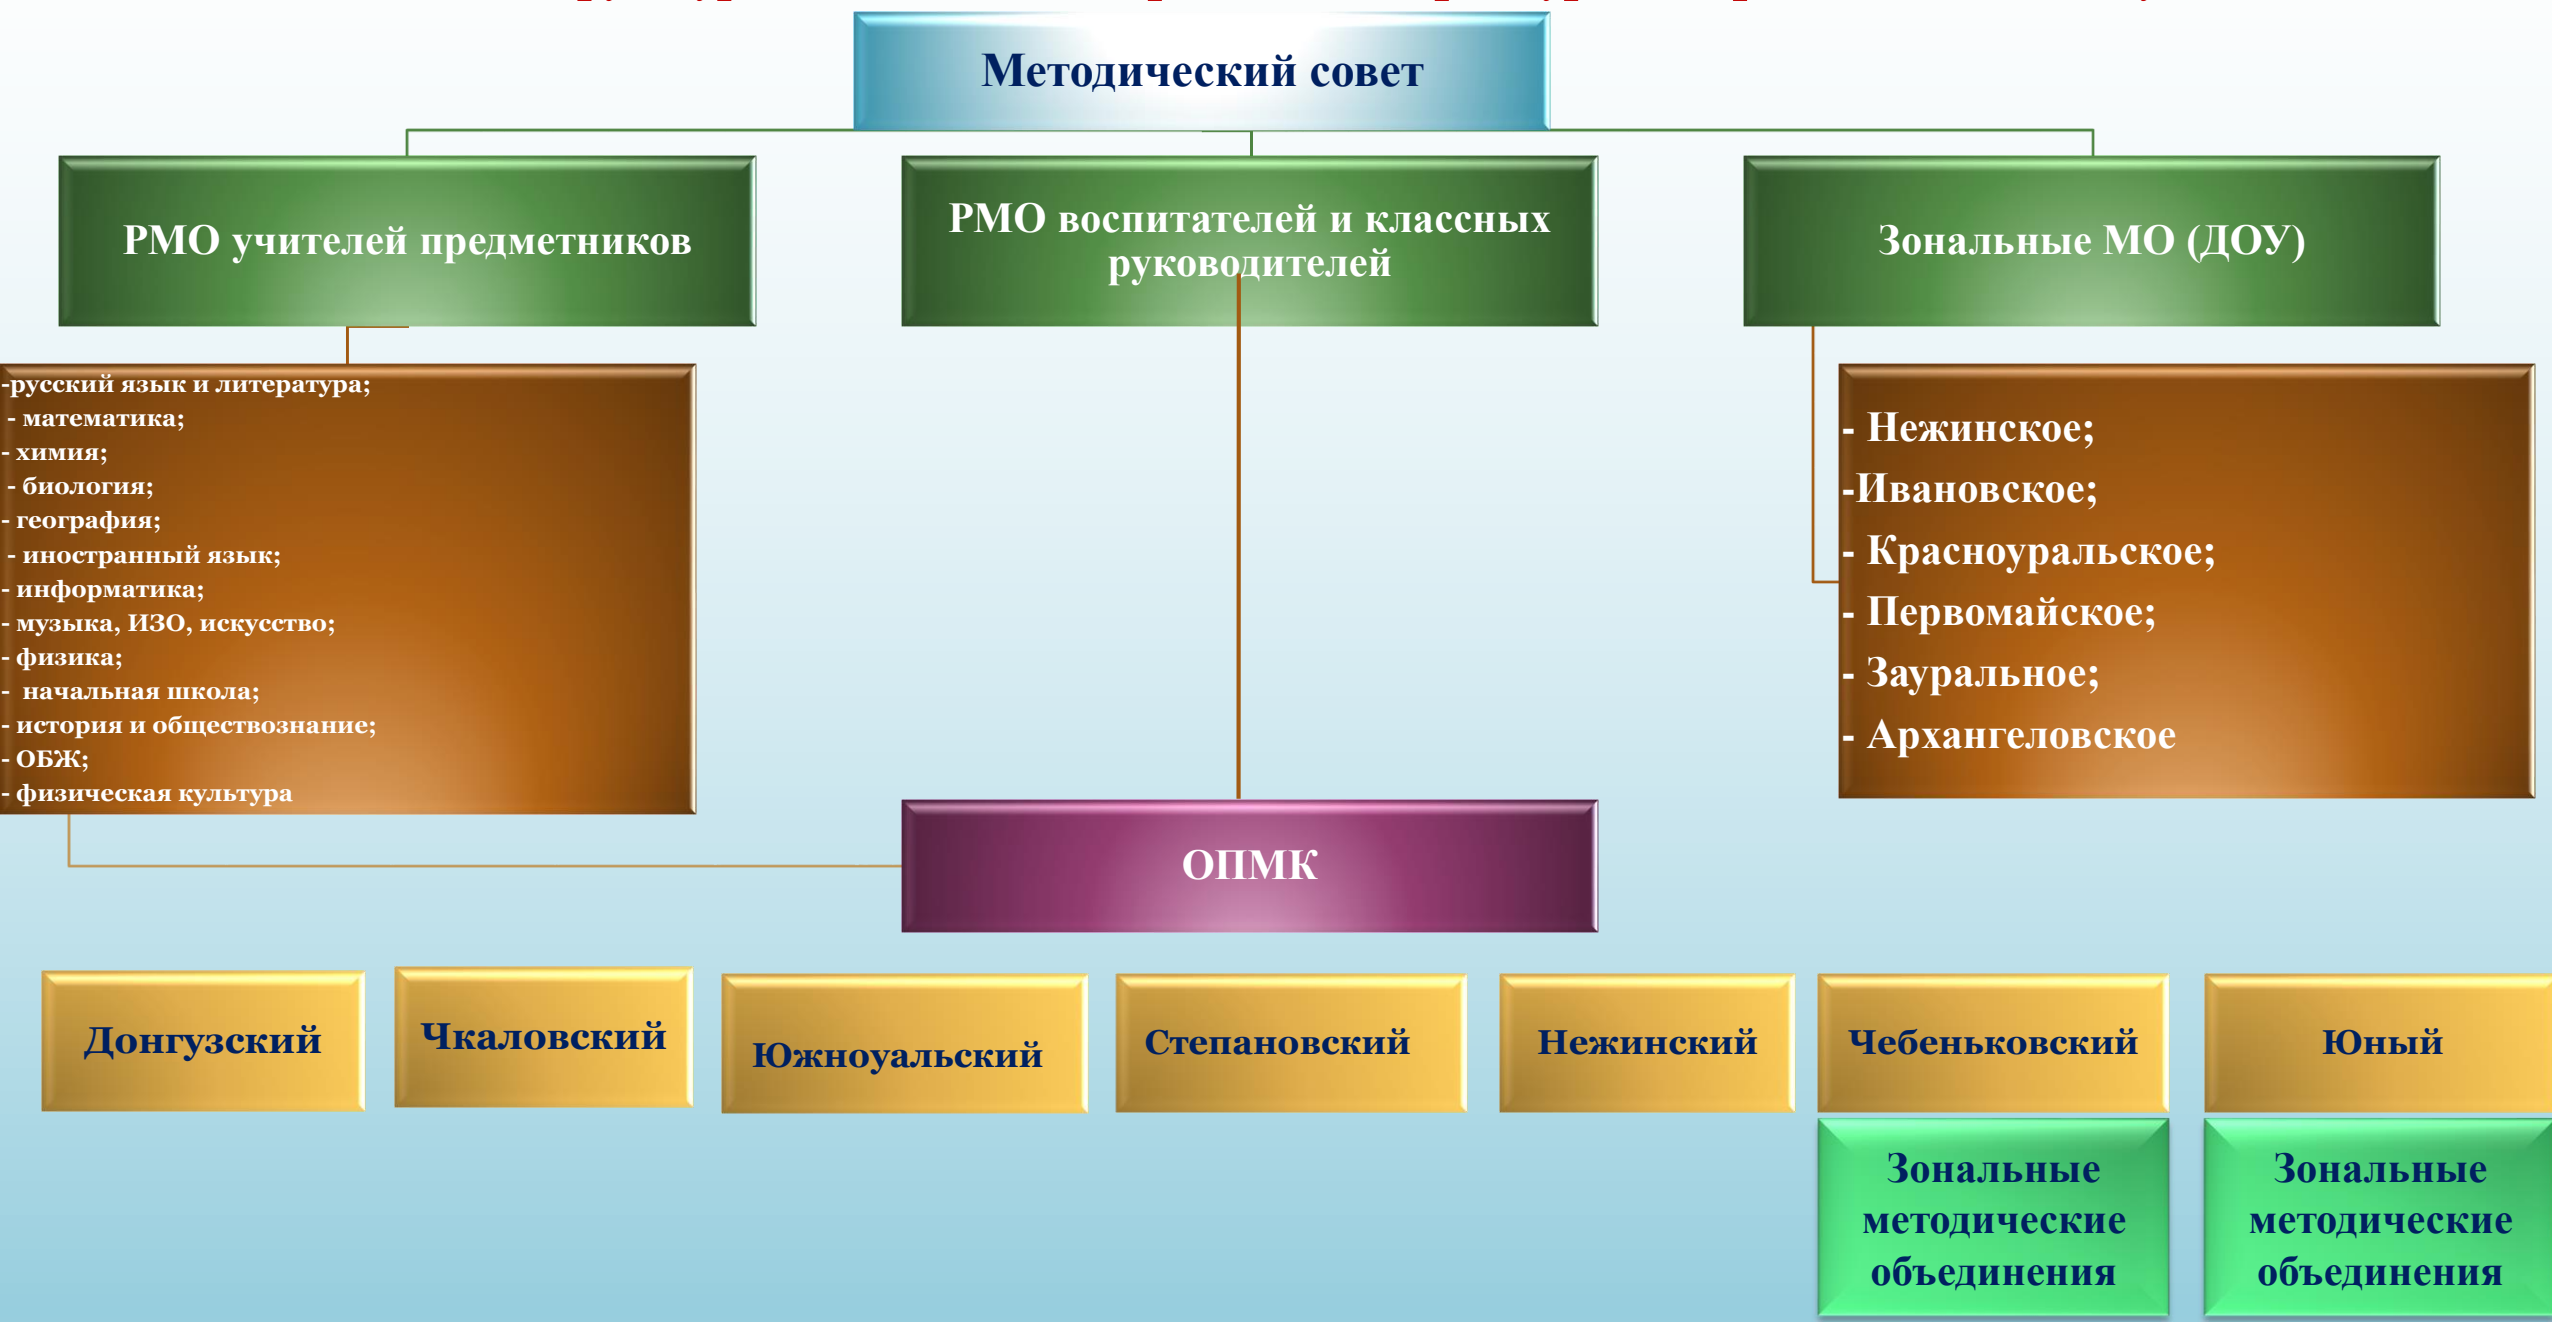 Методический совет
РМО учителей предметников
РМО воспитателей и классных
руководителей
Зональные МО (ДОУ)
-русский язык и литература;
- математика;
- химия;
- биология;
- география;
- иностранный язык;
- информатика;
- музыка, ИЗО, искусство;
- физика;
- начальная школа;
- история и обществознание;
- ОБЖ;
- физическая культура
- Нежинское;
-Ивановское;
- Красноуральское;
- Первомайское;
- Зауральное;
- Архангеловское
ОПМК
Донгузский
Чкаловский
Южноуальский
Степановский
Нежинский
Чебеньковский
Юный
Зональные
методические
объединения
Зональные
методические
объединения